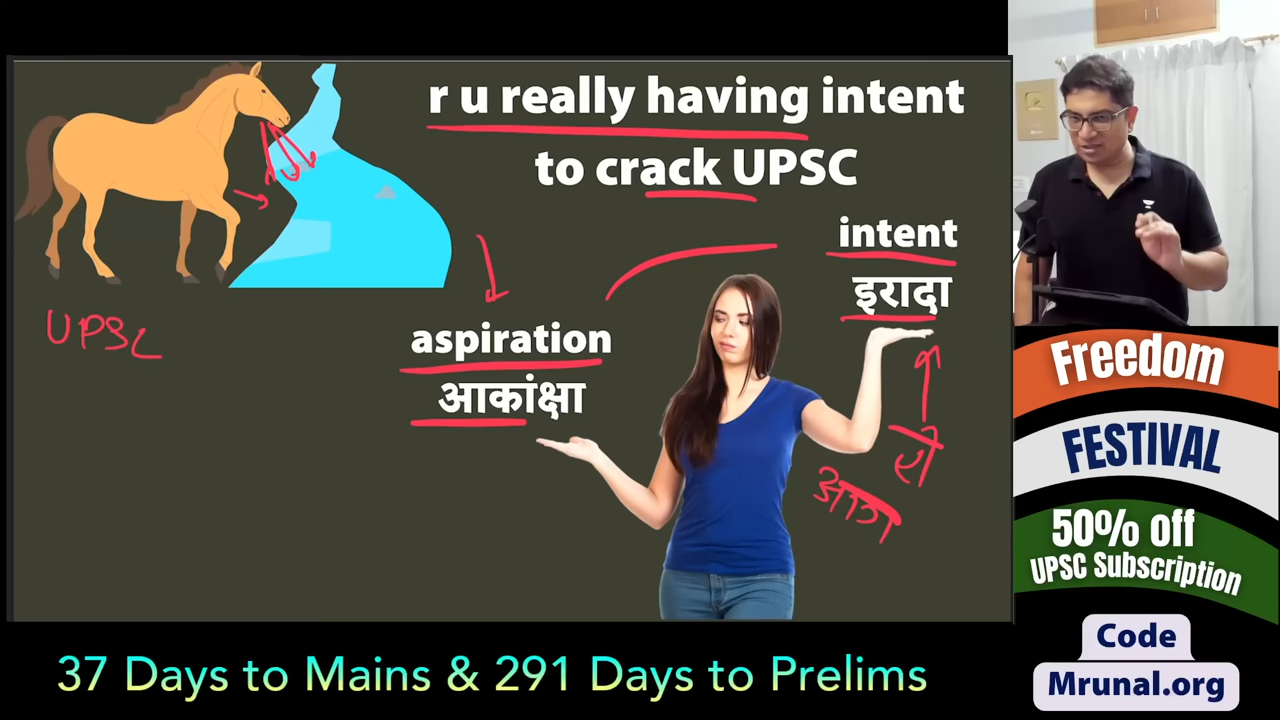 r u really having intent
to crack UPSC
intent
इरादा
aspiration
आकांक्षा
UPSC
Freedom
FESTIVAL
50% off
UPSC Subscription
Code
Mrunal.org
37 Days to Mains & 291 Days to Prelims